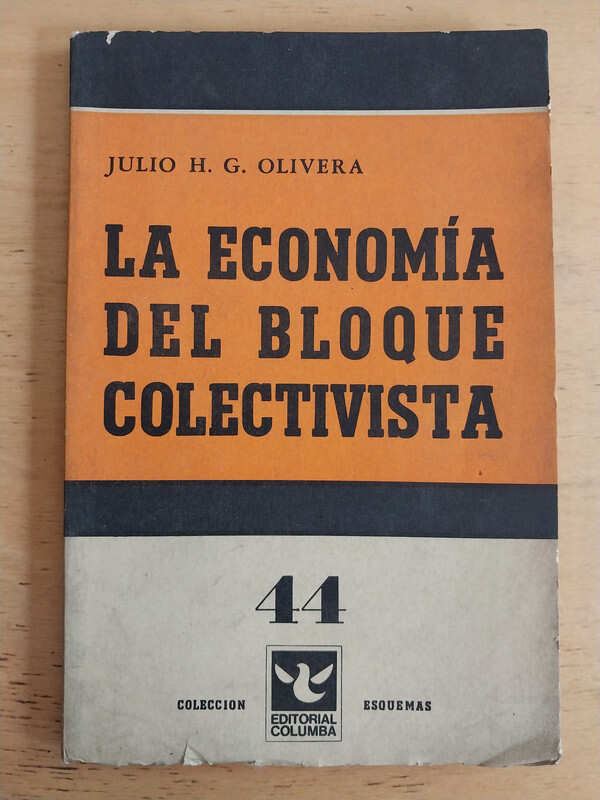 JULIO H. G. OLIVERA
LA ECONOMÍA
DEL BLOQUE
COLECTIVISTA
44
COLECCION ESQUEMAS
EDITORIAL
COLUMBA